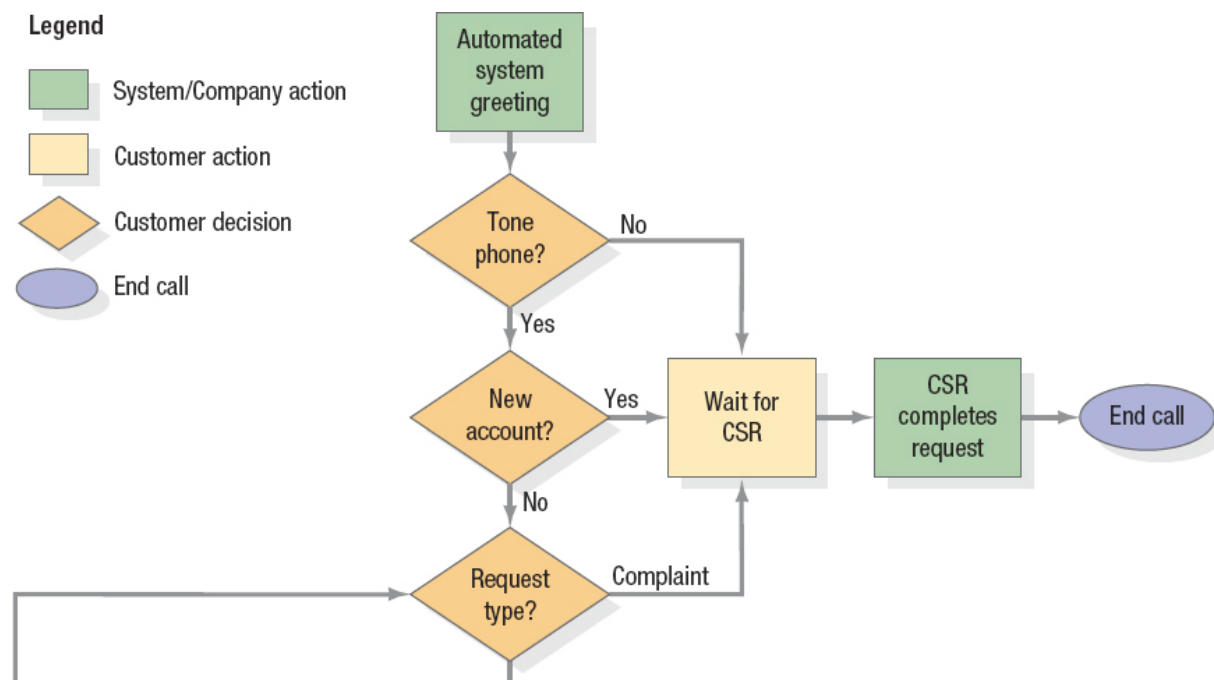 Legend
System/Company action
Customer action
Customer decision
End call
Automated
system
greeting
Tone
phone?
No
Yes
New
account?
Yes
Wait for
CSR
CSR
completes
request
End call
No
Request
type?
Complaint